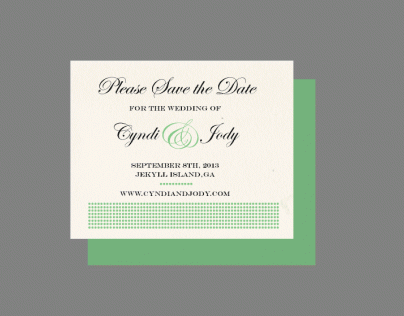 Please Save the Date
FOR THE WEDDING OF
Cyndi & Jody
SEPTEMBER 8TH, 2013
JEKYLL ISLAND,GA
WWW.CYNDIANDJODY.COM